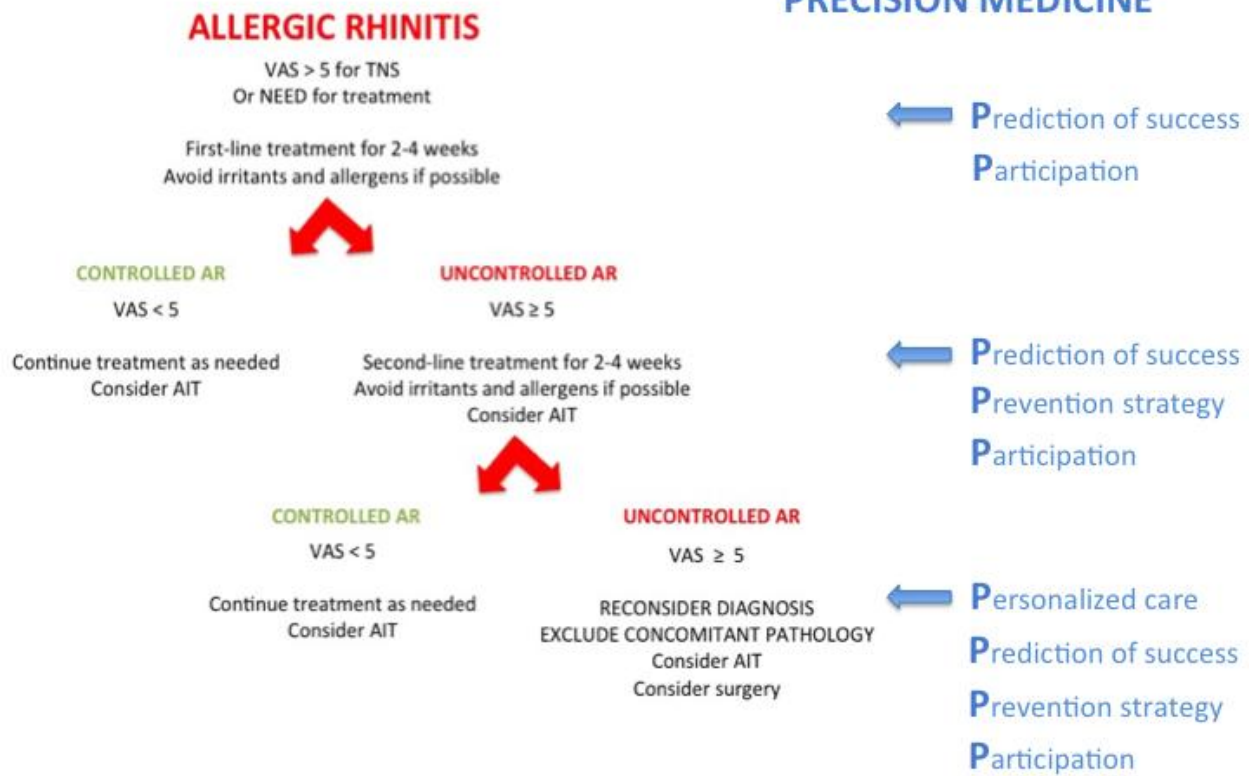 PRECISION MEDICINE
ALLERGIC RHINITIS
VAS > 5 for TNS
Or NEED for treatment
First-line treatment for 2-4 weeks
Avoid irritants and allergens if possible
Prediction of success
Participation
CONTROLLED AR
VAS < 5
Continue treatment as needed
Consider AIT
UNCONTROLLED AR
VAS ≥ 5
Second-line treatment for 2-4 weeks
Avoid irritants and allergens if possible
Consider AIT
Prediction of success
Prevention strategy
Participation
CONTROLLED AR
VAS < 5
Continue treatment as needed
Consider AIT
UNCONTROLLED AR
VAS ≥ 5
RECONSIDER DIAGNOSIS
EXCLUDE CONCOMITANT PATHOLOGY
Consider AIT
Consider surgery
Personalized care
Prediction of success
Prevention strategy
Participation